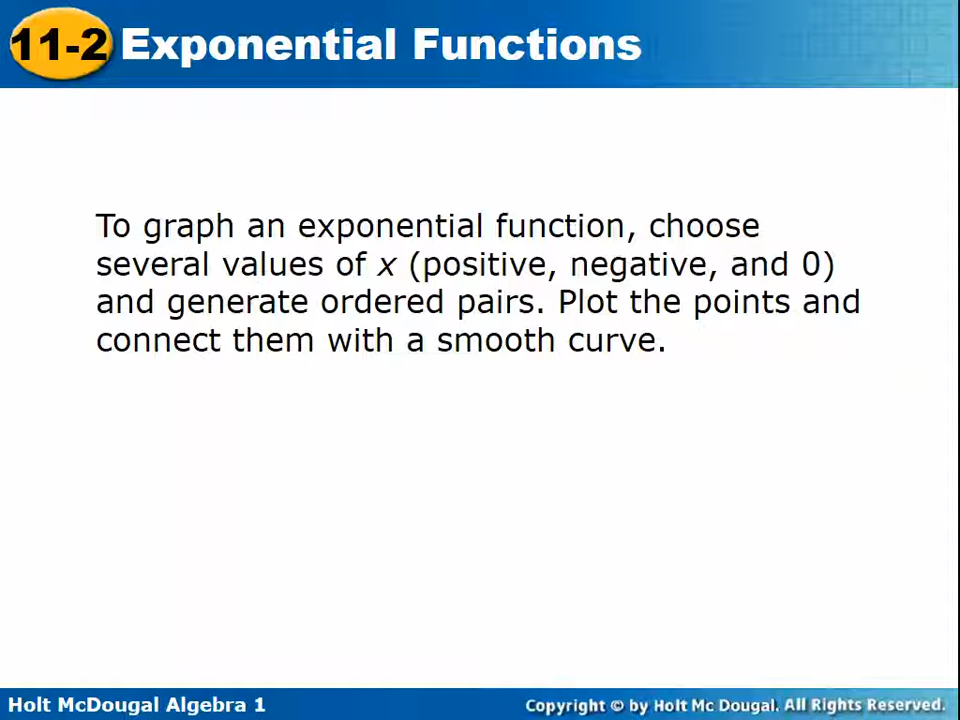 11-2 Exponential Functions
To graph an exponential function, choose
several values of x (positive, negative, and 0)
and generate ordered pairs. Plot the points and
connect them with a smooth curve.
Holt McDougal Algebra 1
Copyright © by Holt Mc Dougal. All Rights Reserved.